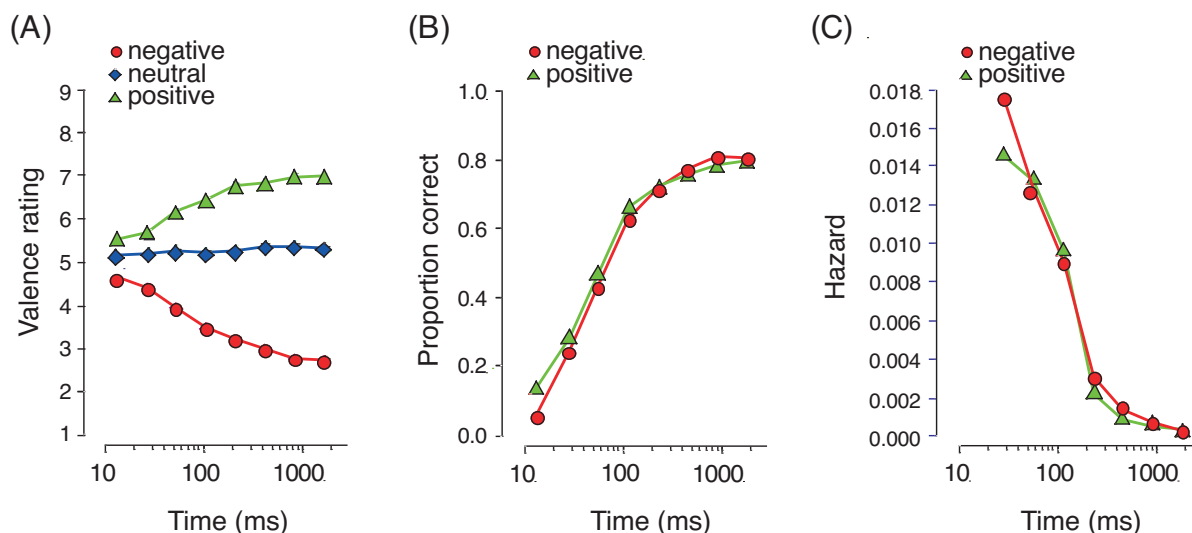 (A)
negative
neutral
positive
9
8
7
6
5
4
3
2
1
Valence rating
10 100 1000
Time (ms)
(B)
negative
positive
1.0
0.8
0.6
0.4
0.2
0.0
Proportion correct
10 100 1000
Time (ms)
(C)
negative
positive
0.018
0.016
0.014
0.012
0.010
0.008
0.006
0.004
0.002
0.000
Hazard
10 100 1000
Time (ms)